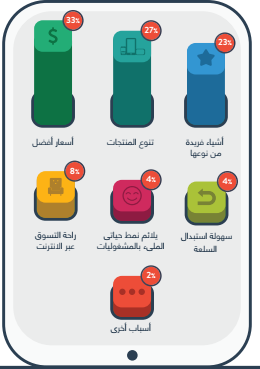 33%
27%
23%
أسعار أفضل
تنوع المنتجات
أشياء فريدة
من نوعها
8%
4%
4%
راحة التسوق
عبر الانترنت
يلائم نمط حياتي
المليء بالمشغوليات
سهولة استبدال
السلعة
2%
أسباب أخرى